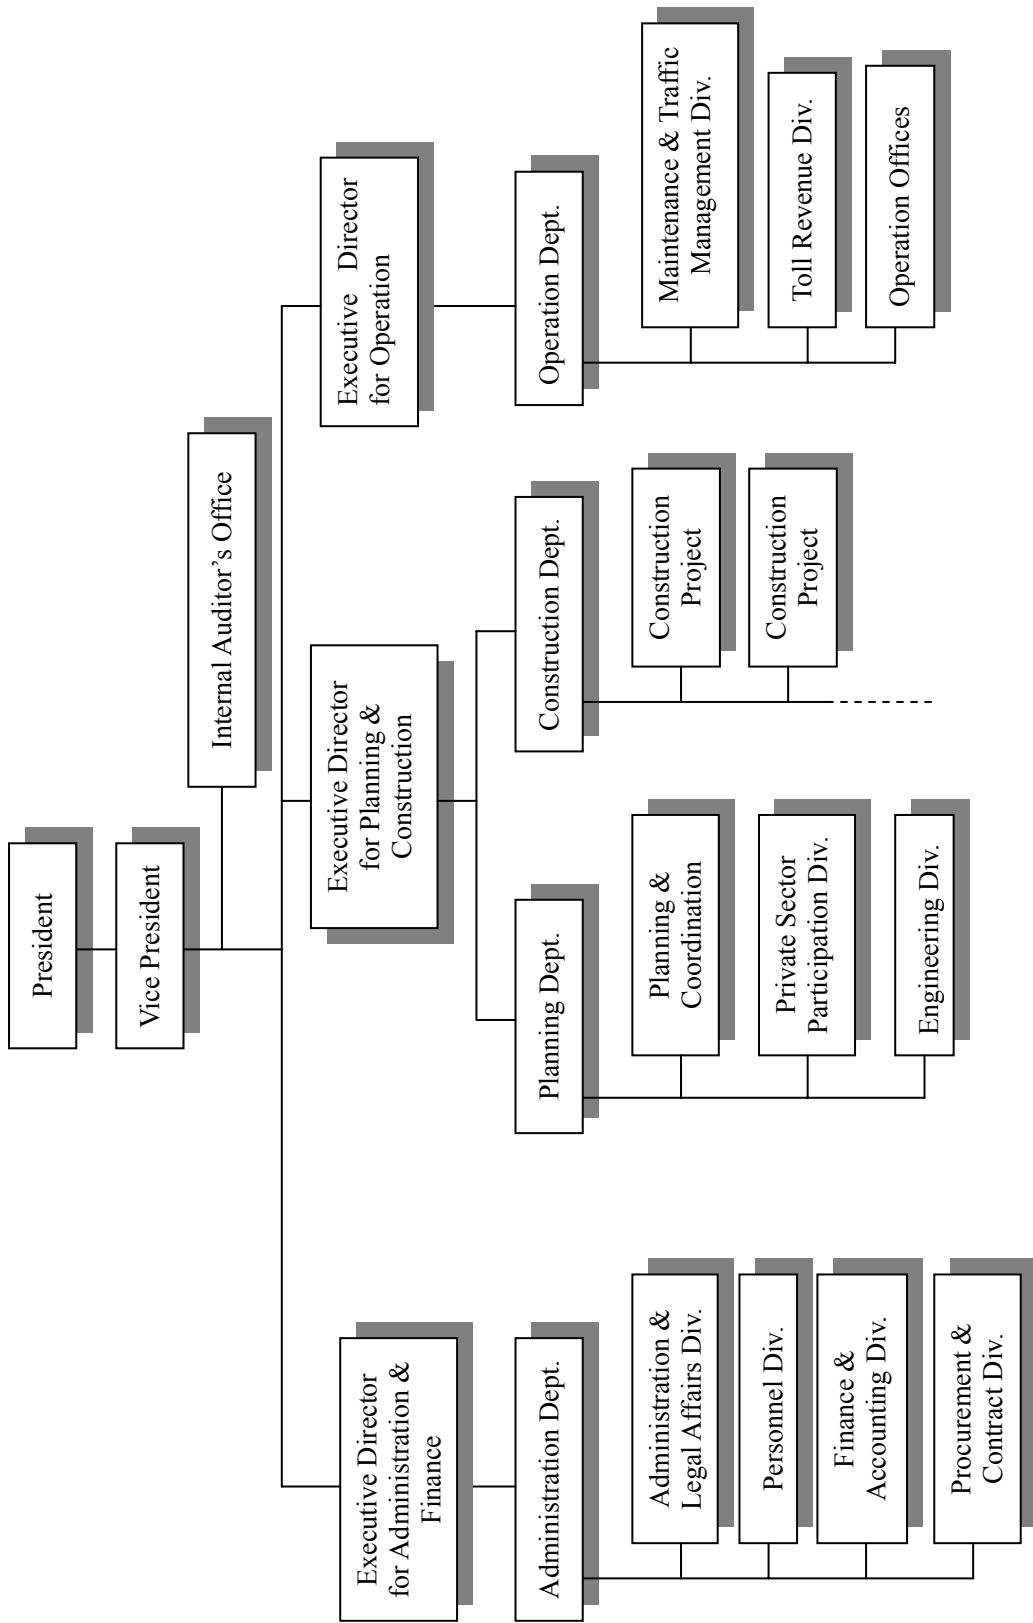 President
Vice President
Internal Auditor’s Office
Executive Director
for Administration &
Finance
Administration Dept.
Administration &
Legal Affairs Div.
Personnel Div.
Finance &
Accounting Div.
Procurement &
Contract Div.
Executive Director
for Planning &
Construction
Planning Dept.
Planning &
Coordination
Private Sector
Participation Div.
Engineering Div.
Construction Dept.
Construction
Project
Construction
Project
Executive Director
for Operation
Operation Dept.
Maintenance & Traffic
Management Div.
Toll Revenue Div.
Operation Offices